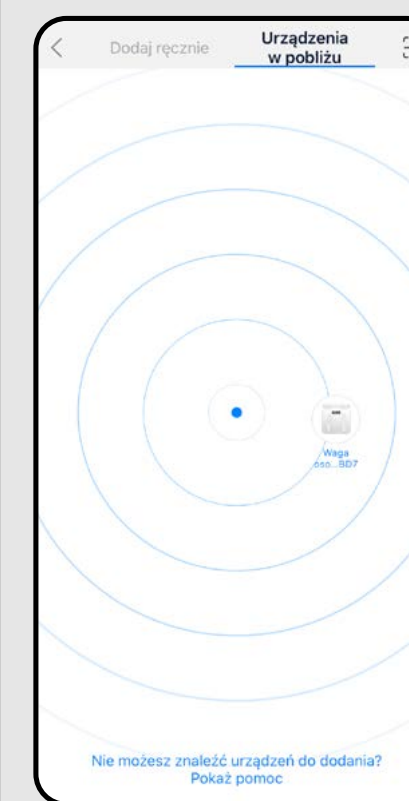 Dodaj ręcznie
Urządzenia
w pobliżu
Waga
oso...BD7
Nie możesz znaleźć urządzeń do dodania?
Pokaż pomoc